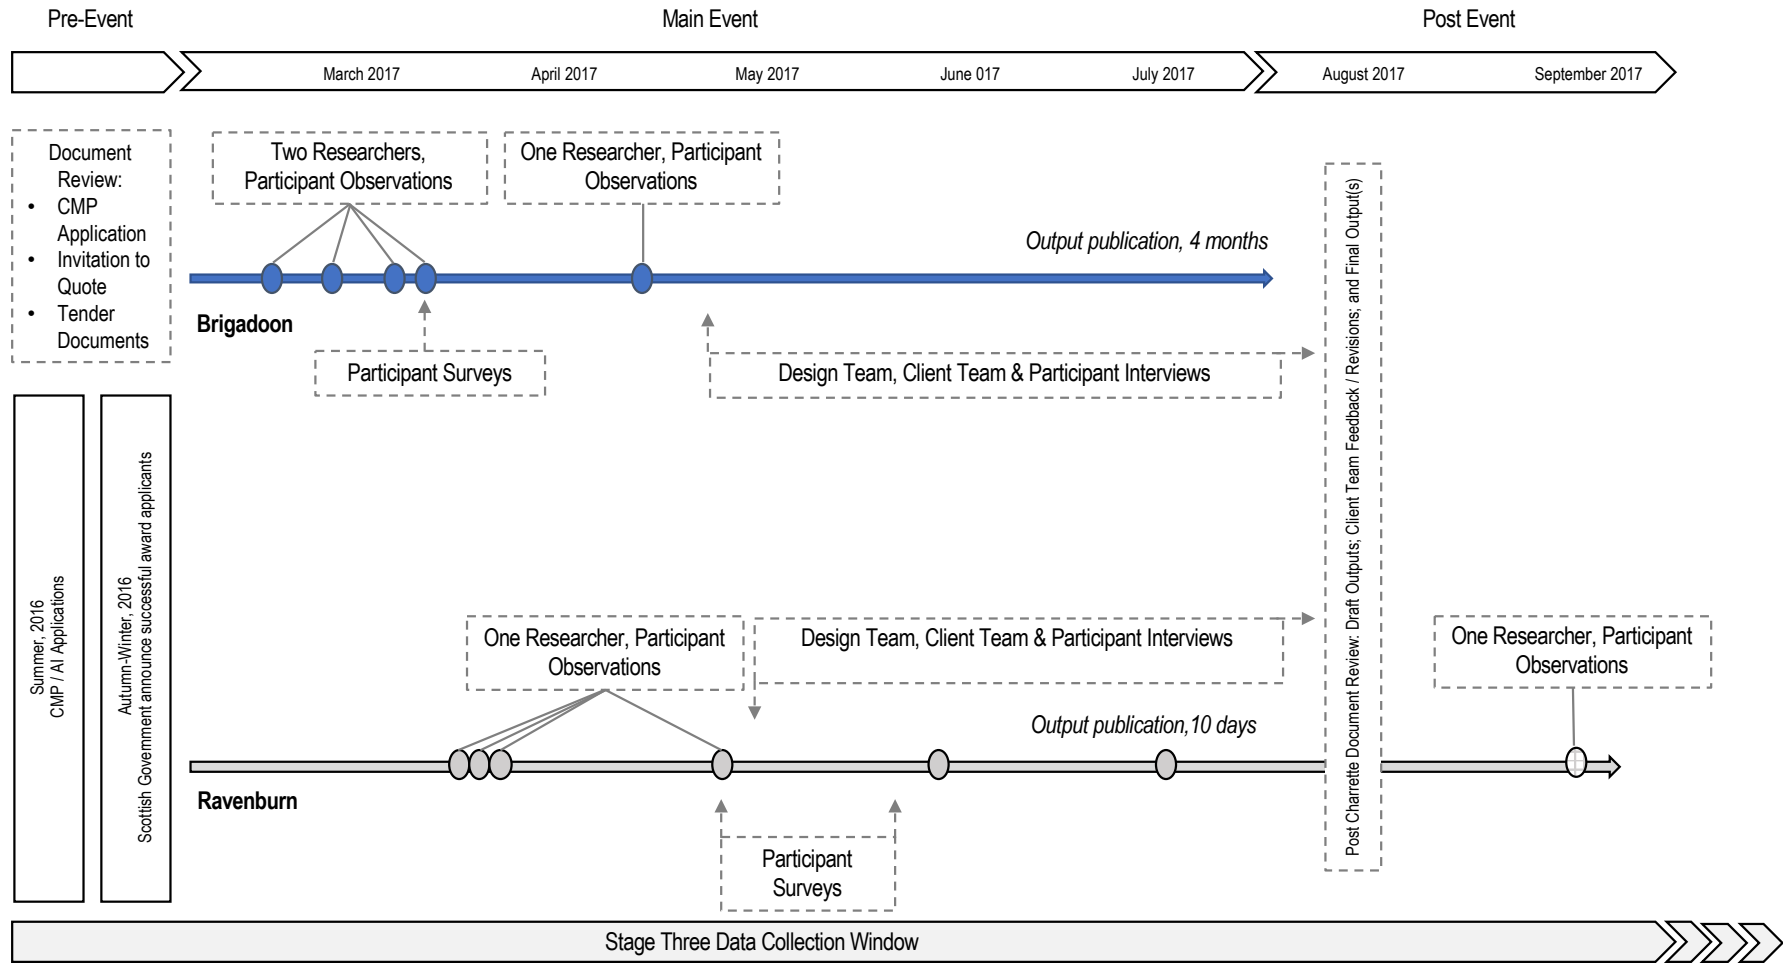 Pre-Event
Main Event
Post Event
March 2017
April 2017
May 2017
June 017
July 2017
August 2017
September 2017
Document
Review:
• CMP
Application
• Invitation to
Quote
• Tender
Documents
Two Researchers,
Participant Observations
One Researcher, Participant
Observations
Output publication, 4 months
Brigadoon
Participant Surveys
Design Team, Client Team & Participant Interviews
Post Charrette Document Review: Draft Outputs; Client Team Feedback / Revisions; and Final Output(s)
Summer, 2016
CMP / AI Applications
Autumn-Winter, 2016
Scottish Government announce successful award applicants
One Researcher, Participant
Observations
Design Team, Client Team & Participant Interviews
One Researcher, Participant
Observations
Output publication,10 days
Ravenburn
Participant
Surveys
Stage Three Data Collection Window